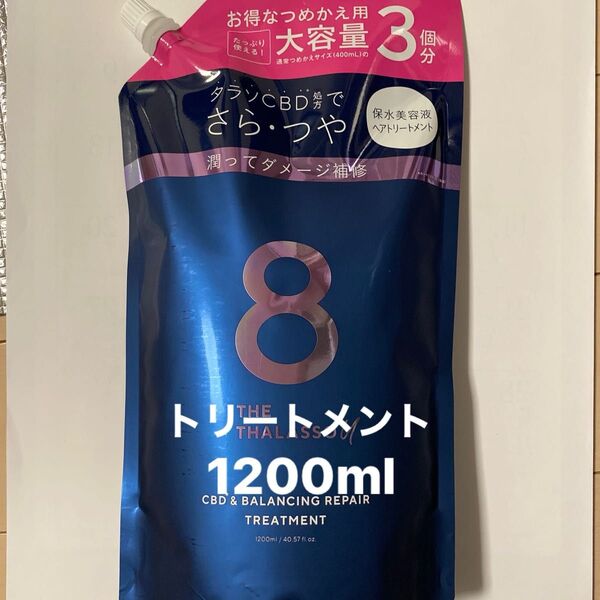 お得なつめかえ用
たっぷり
使える!
大容量
3個分
通常つめかえサイズ(400mL)の
タラソCBD処方で
さら・つや
保水美容液
ヘアトリートメント
潤ってダメージ補修
8
THE
THALASSO
トリートメント
1200ml
CBD & BALANCING REPAIR
TREATMENT
1200ml / 40.57 fl. oz.